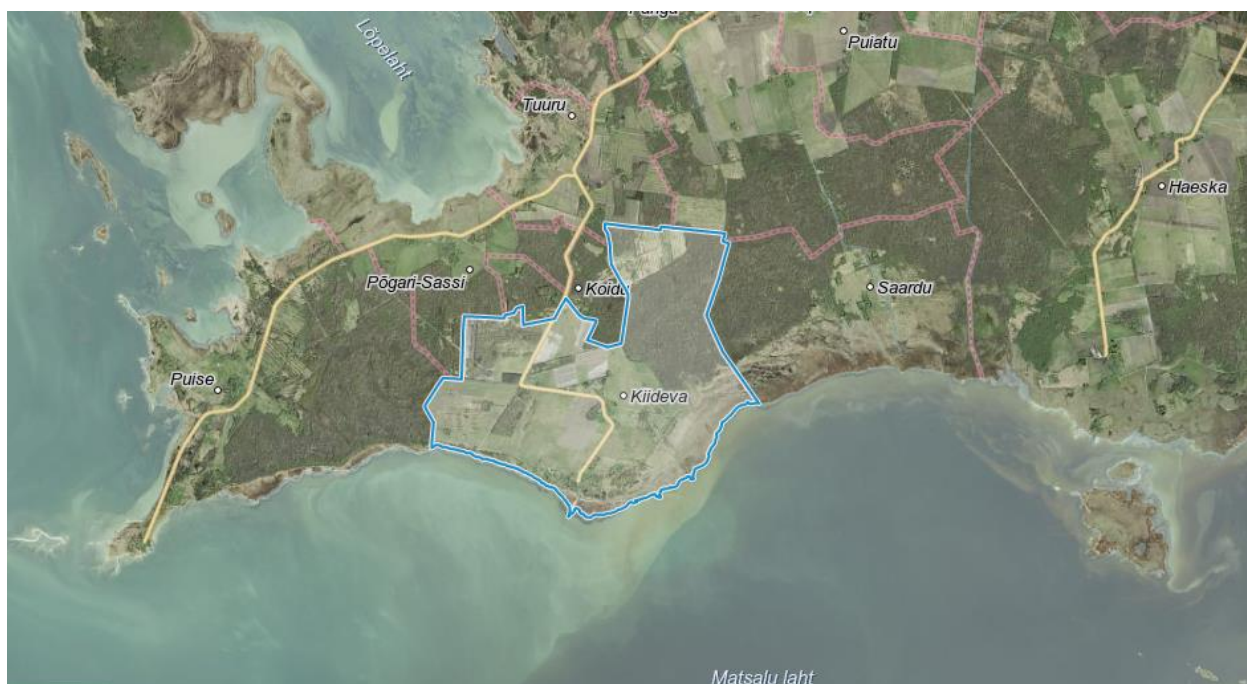 Lõpelaht
Puiatu
Tuuru
Haeska
Põgari-Sassi
Koidu
Saardu
Puise
Kiideva
Matsalu laht